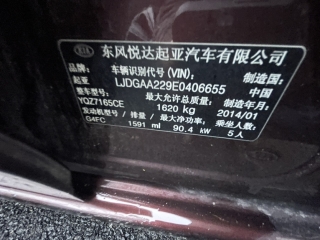 KIA 东风悦达起亚汽车有限公司
品牌: 车辆识别代号(VIN): 制造国:
起亚 LJDGAA229E0406655 中国
整车型号: 最大允许总质量: 制造年月:
YQZ7165CE 1620 kg 2014/01
发动机型号 / 排量 / 最大净功率: 乘坐人数:
G4FC 1591 ml 90.4 kW 5人